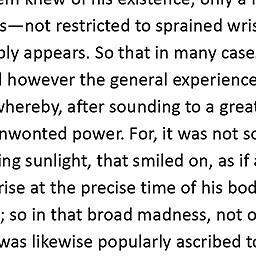 knew of his existence, only a
s—not restricted to sprained
appears. So that in many case
however the general experience
whereby, after sounding to a great
nwonted power. For, it was not so
ing sunlight, that smiled on, as if a
rise at the precise time of his bod
; so in that broad madness, not o
was likewise popularly ascribed to